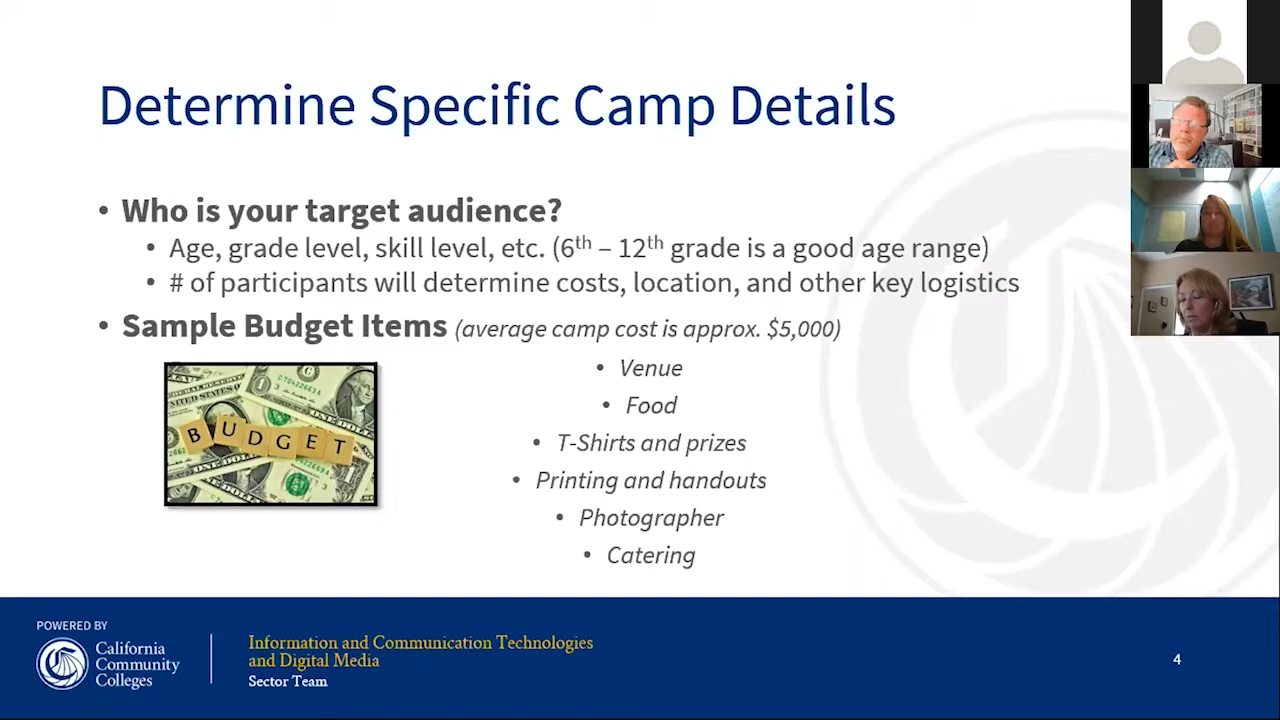 Determine Specific Camp Details
• Who is your target audience?
• Age, grade level, skill level, etc. (6th – 12th grade is a good age range)
• # of participants will determine costs, location, and other key logistics
• Sample Budget Items (average camp cost is approx. $5,000)
BUDGET
• Venue
• Food
• T-Shirts and prizes
• Printing and handouts
• Photographer
• Catering
POWERED BY
California
Community
Colleges
Information and Communication Technologies
and Digital Media
Sector Team
4